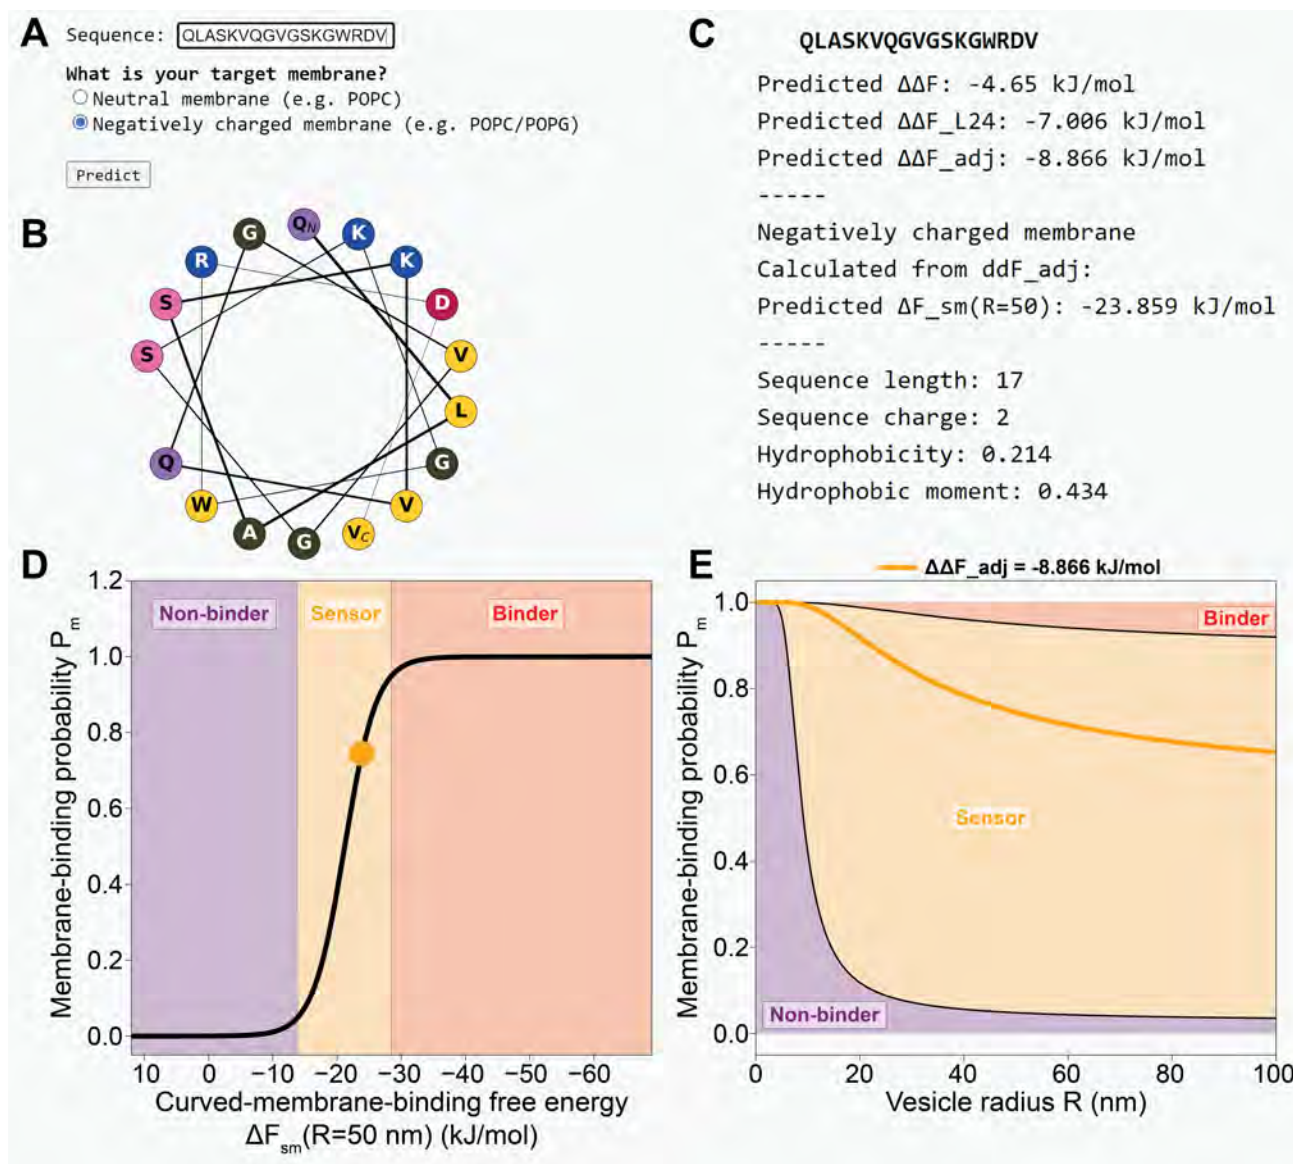 A
Sequence: QLASKVQGVGSKGWRDV
What is your target membrane?
Neutral membrane (e.g. POPC)
Negatively charged membrane (e.g. POPC/POPG)
Predict
B
G
Q_N
K
R
K
S
D
S
V
L
Q
G
W
V
A
G
V_C
C
QLASKVQGVGSKGWRDV
Predicted ΔΔF: -4.65 kJ/mol
Predicted ΔΔF_L24: -7.006 kJ/mol
Predicted ΔΔF_adj: -8.866 kJ/mol
-----
Negatively charged membrane
Calculated from ddF_adj:
Predicted ΔF_sm(R=50): -23.859 kJ/mol
-----
Sequence length: 17
Sequence charge: 2
Hydrophobicity: 0.214
Hydrophobic moment: 0.434
D
Membrane-binding probability P_m
1.2
1.0
0.8
0.6
0.4
0.2
0.0
Non-binder
Sensor
Binder
10 0 −10 −20 −30 −40 −50 −60
Curved-membrane-binding free energy
ΔF_sm(R=50 nm) (kJ/mol)
E
ΔΔF_adj = -8.866 kJ/mol
Membrane-binding probability P_m
1.0
0.8
0.6
0.4
0.2
0.0
Binder
Sensor
Non-binder
0 20 40 60 80 100
Vesicle radius R (nm)